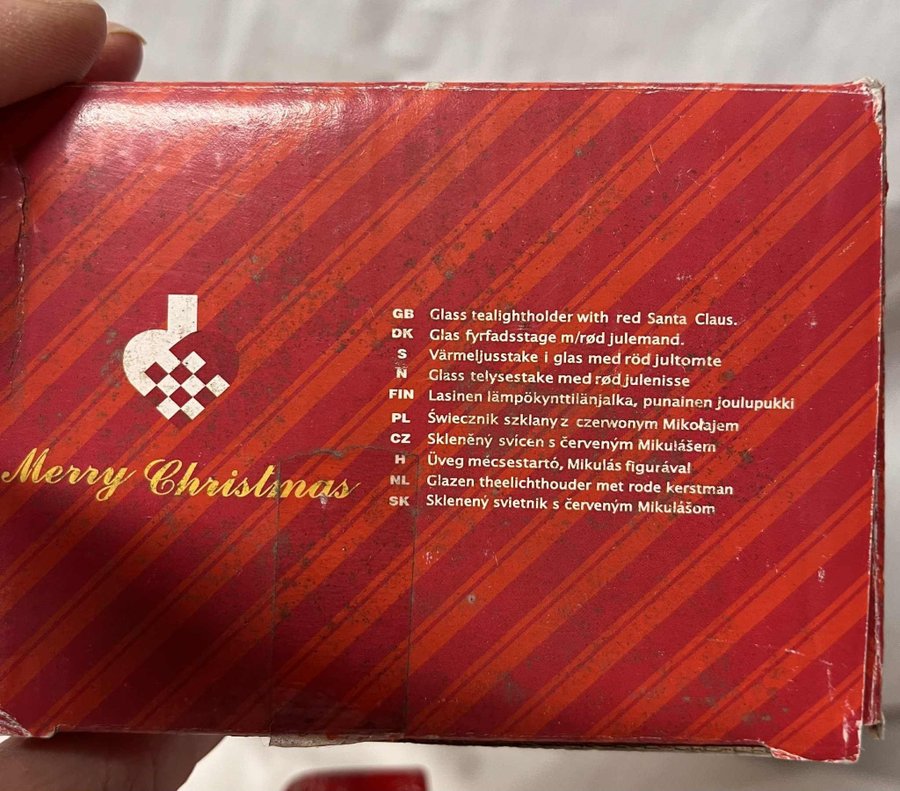 GB Glass tealightholder with red Santa Claus.
DK Glas fyrfadsstage m/rød julemand.
S Värmeljusstake i glas med röd jultomte
N Glass telysestake med rød julenisse
FIN Lasinen lämpökynttilänjalka, punainen joulupukki
PL Świecznik szklany z czerwonym Mikołajem
CZ Skleněný svícen s červeným Mikulášem
H Üveg mécsestartó, Mikulás figurával
NL Glazen theelichthouder met rode kerstman
SK Sklenený svietnik s červeným Mikulášom
Merry Christmas